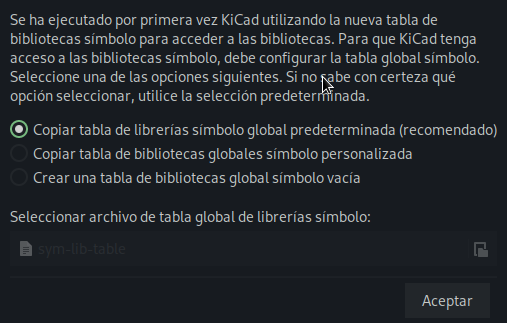 Se ha ejecutado por primera vez KiCad utilizando la nueva tabla de
bibliotecas símbolo para acceder a las bibliotecas. Para que KiCad tenga
acceso a las bibliotecas símbolo, debe configurar la tabla global símbolo.
Seleccione una de las opciones siguientes. Si no sabe con certeza qué
opción seleccionar, utilice la selección predeterminada.
Copiar tabla de librerías símbolo global predeterminada (recomendado)
Copiar tabla de bibliotecas globales símbolo personalizada
Crear una tabla de bibliotecas global símbolo vacía
Seleccionar archivo de tabla global de librerías símbolo:
sym-lib-table
Aceptar